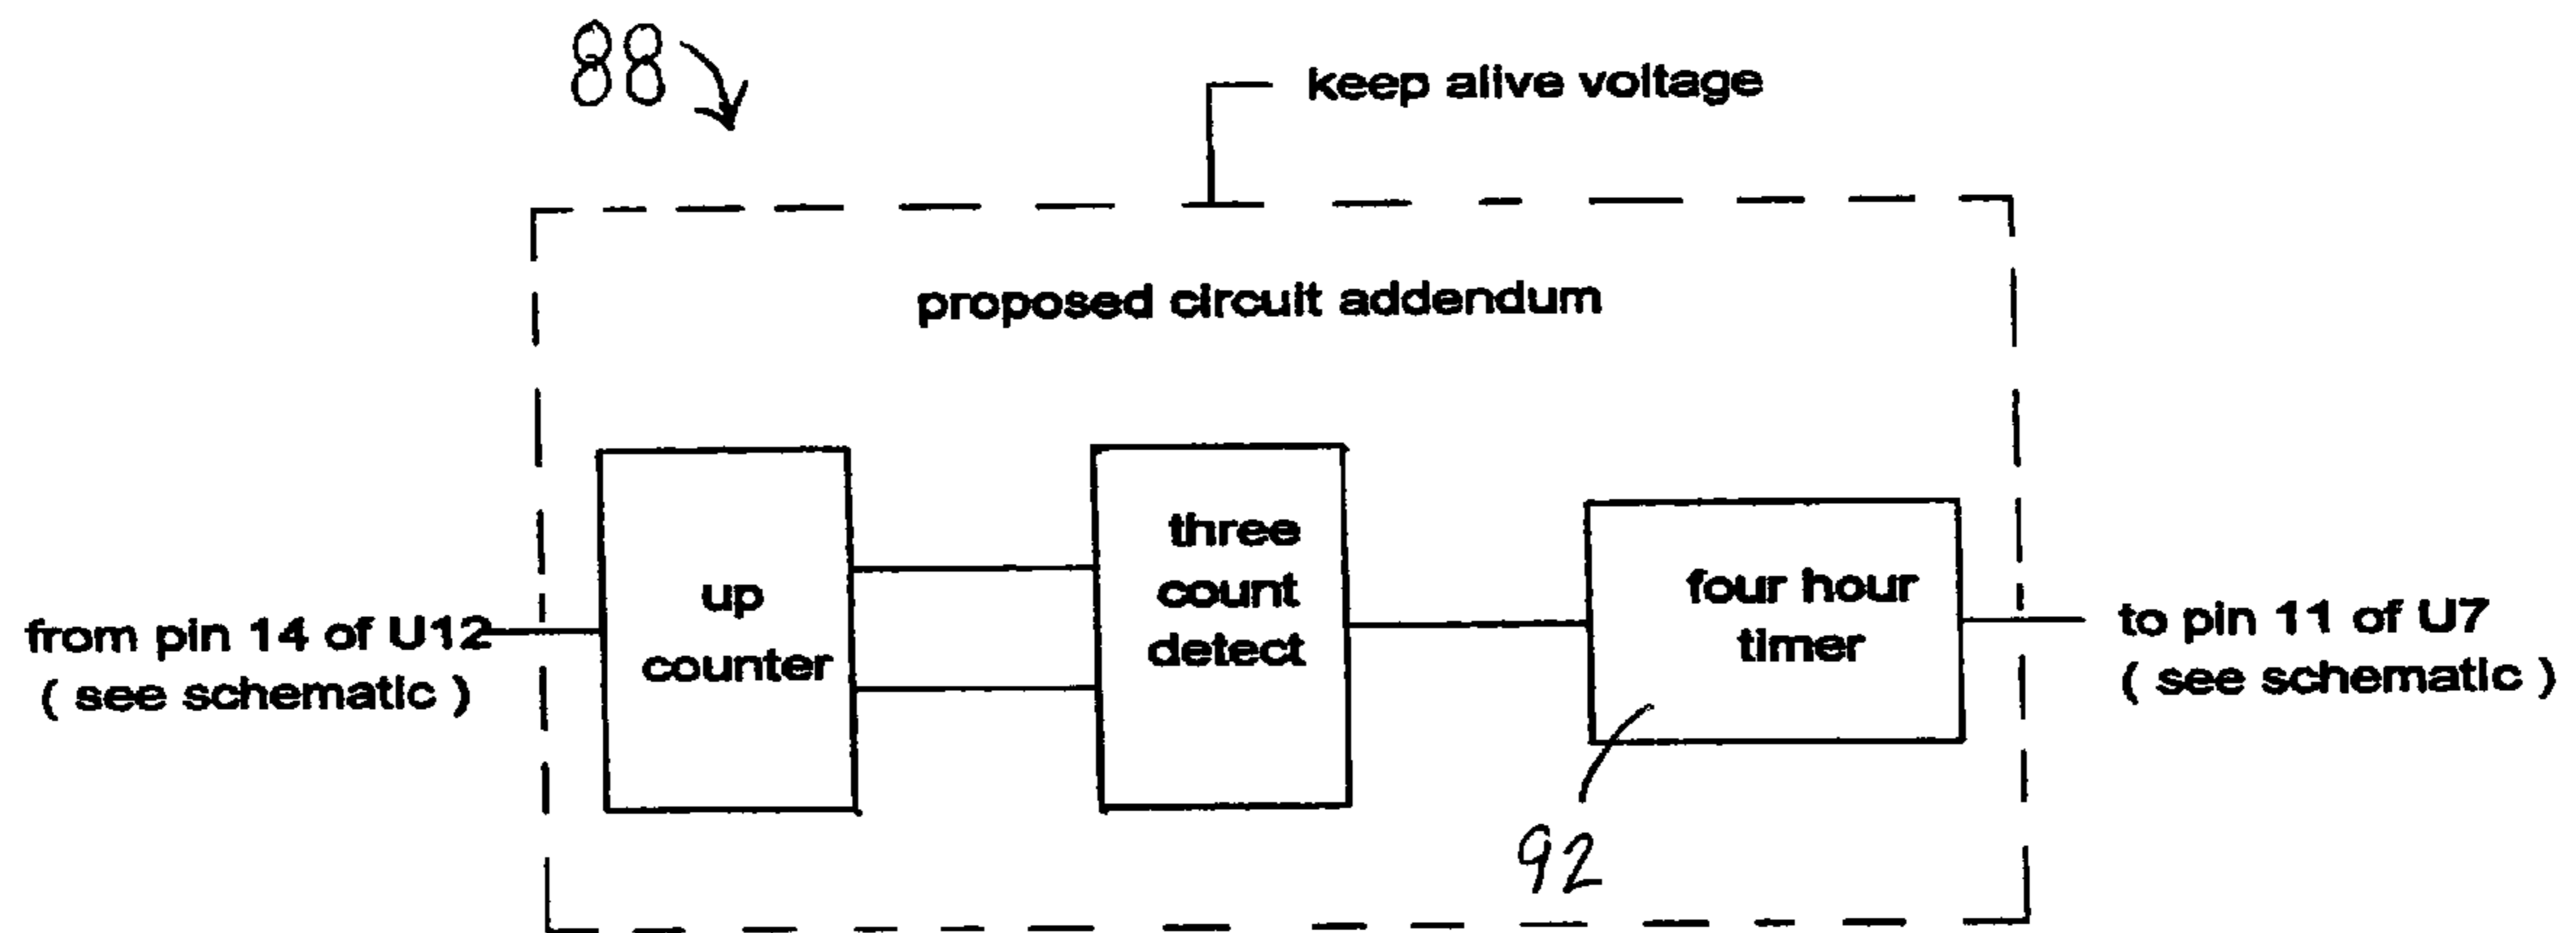 88
keep alive voltage
proposed circuit addendum
from pin 14 of U12
( see schematic )
up
counter
three
count
detect
four hour
timer
to pin 11 of U7
( see schematic )
92